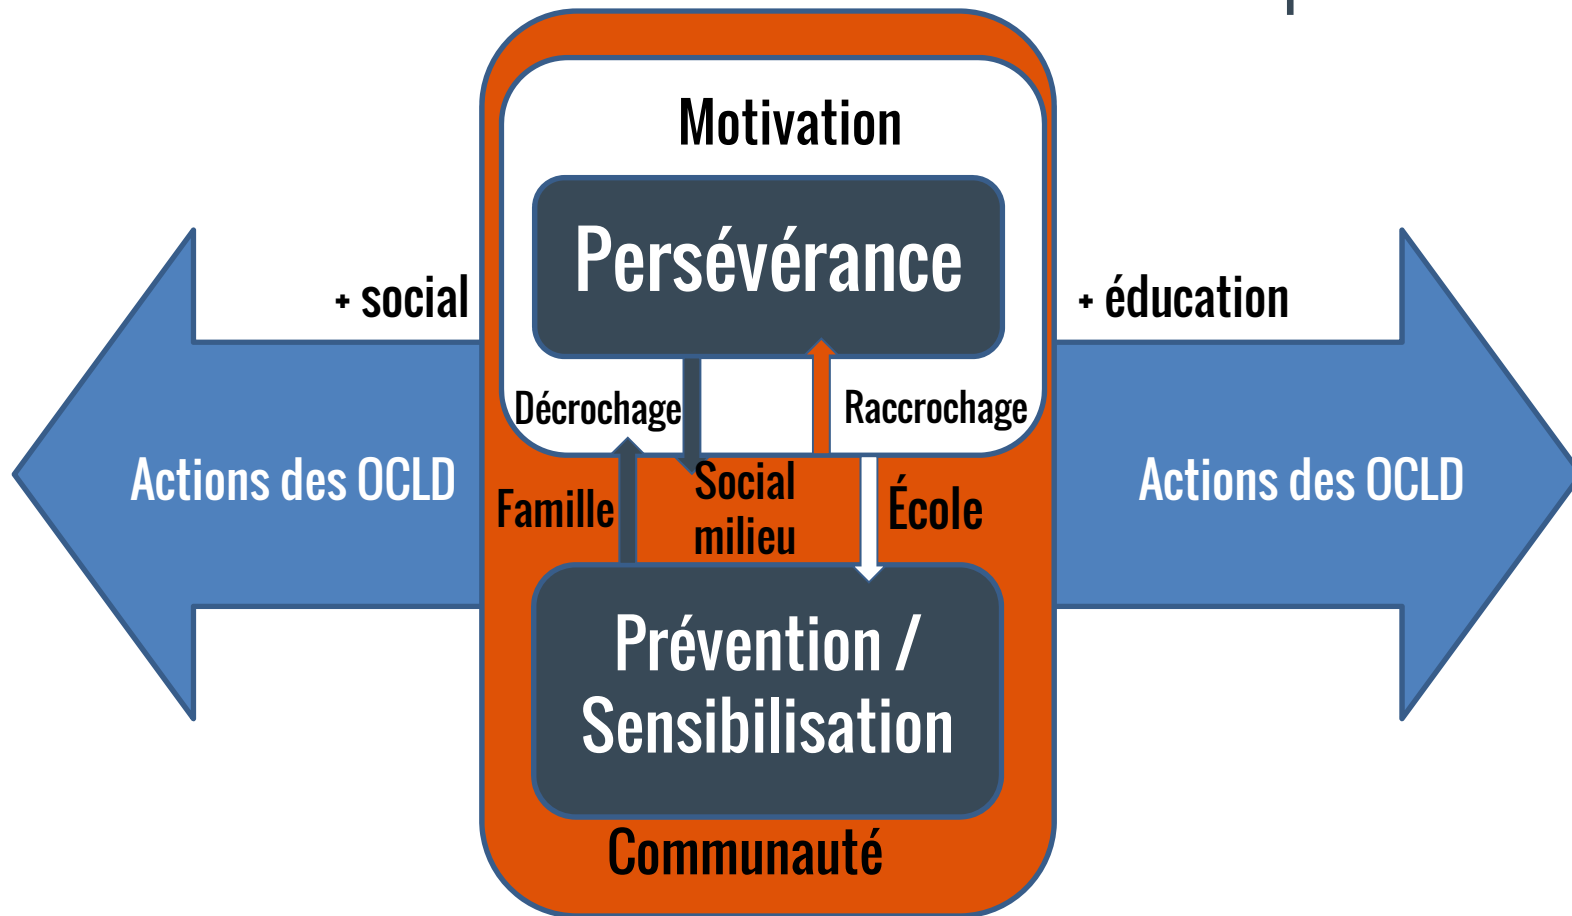 Motivation
Persévérance
+ social
+ éducation
Décrochage
Raccrochage
Actions des OCLD
Famille
Social
milieu
École
Actions des OCLD
Prévention /
Sensibilisation
Communauté